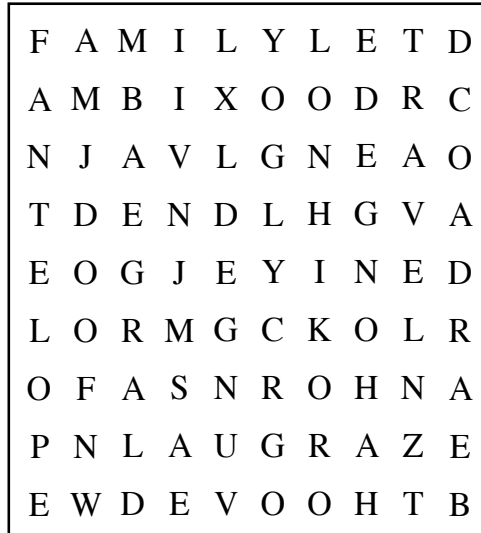 F A M I L Y L E T D
A M B I X O O D R C
N J A V L G N E A O
T D E N D L H G V A
E O G J E Y I N E D
L O R M G C K O L R
O F A S N R O H N A
P N L A U G R A Z E
E W D E V O O H T B